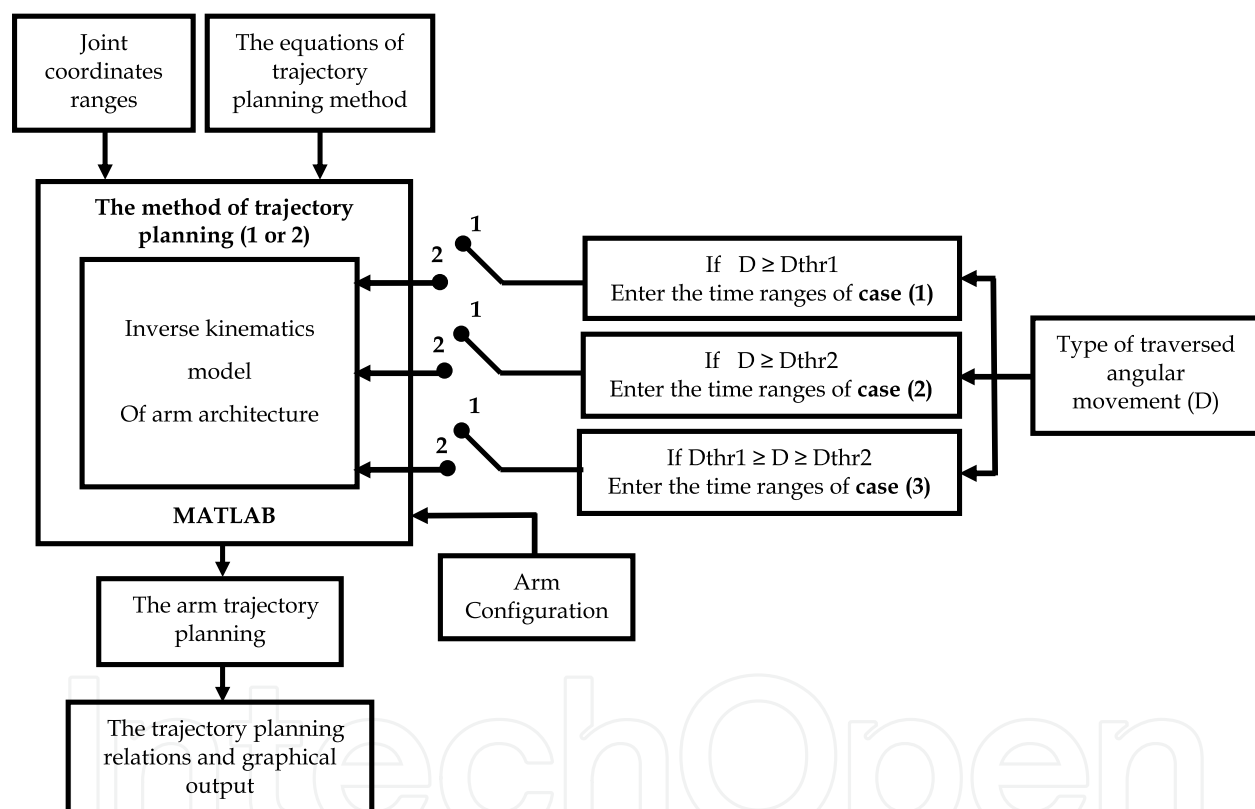 Joint
coordinates
ranges
The equations of
trajectory
planning method
The method of trajectory
planning (1 or 2)
Inverse kinematics
model
Of arm architecture
MATLAB
1
2
1
2
1
2
If D ≥ Dthr1
Enter the time ranges of case (1)
If D ≥ Dthr2
Enter the time ranges of case (2)
If Dthr1 ≥ D ≥ Dthr2
Enter the time ranges of case (3)
Type of traversed
angular
movement (D)
Arm
Configuration
The arm trajectory
planning
The trajectory planning
relations and graphical
output
IntechOpen